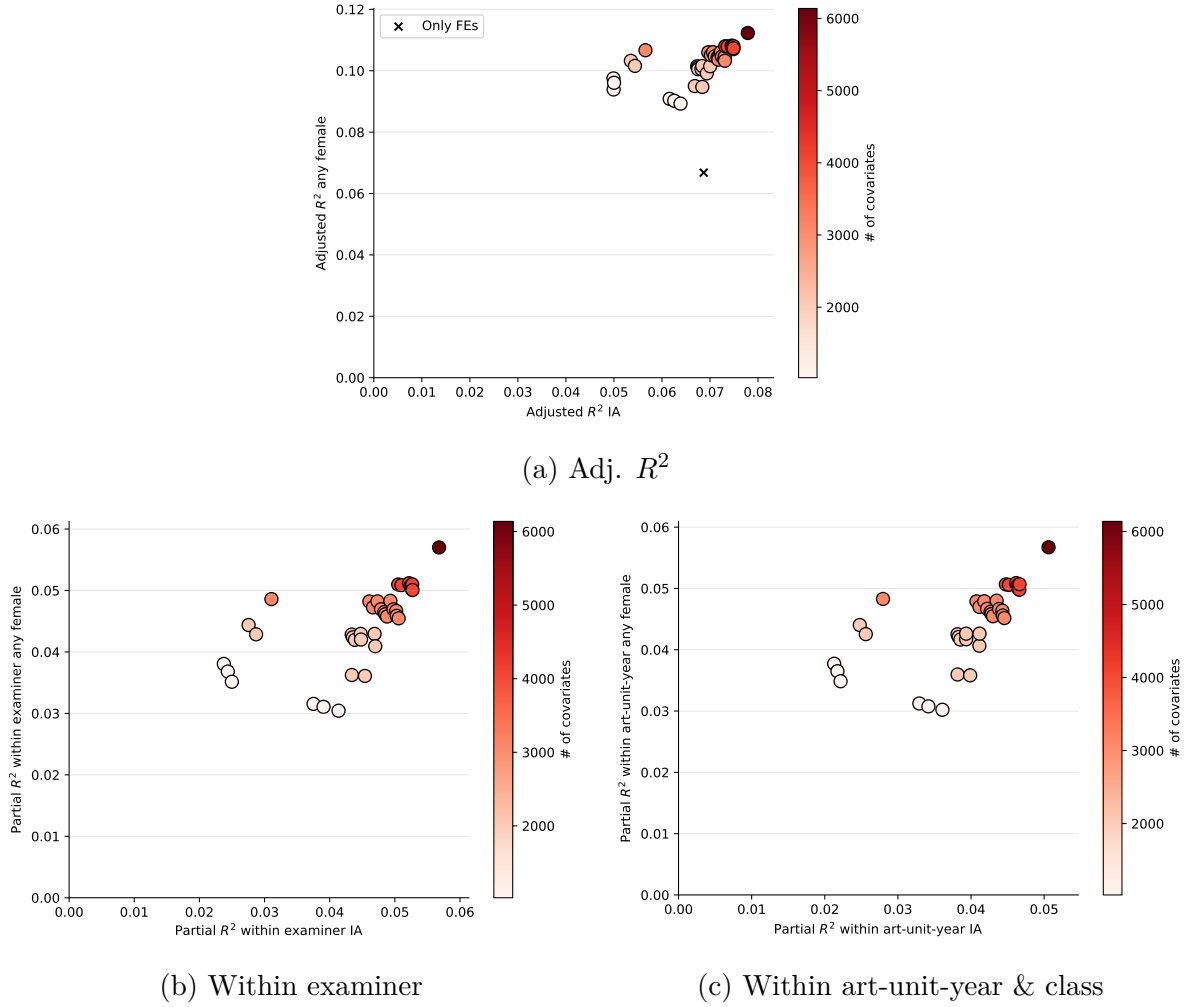 0.12
0.10
0.08
0.06
0.04
0.02
0.00
Adjusted R² any female
Only FEs
0.00 0.01 0.02 0.03 0.04 0.05 0.06 0.07 0.08
Adjusted R² IA
6000
5000
4000
3000
2000
# of covariates
(a) Adj. R²
0.06
0.05
0.04
0.03
0.02
0.01
0.00
Partial R² within examiner any female
0.00 0.01 0.02 0.03 0.04 0.05 0.06
Partial R² within examiner IA
6000
5000
4000
3000
2000
# of covariates
(b) Within examiner
0.06
0.05
0.04
0.03
0.02
0.01
0.00
Partial R² within art-unit-year any female
0.00 0.01 0.02 0.03 0.04 0.05
Partial R² within art-unit-year IA
6000
5000
4000
3000
2000
# of covariates
(c) Within art-unit-year & class